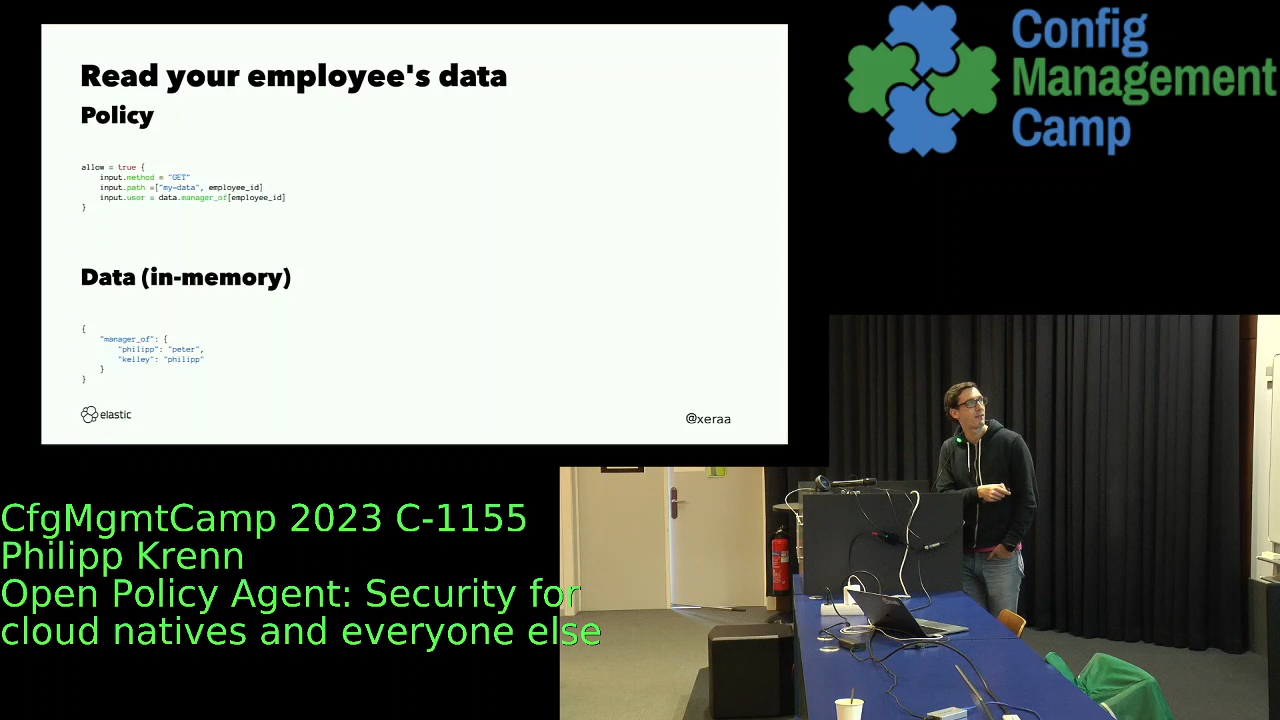 Read your employee's data
Policy
allow = true {
    input.method = "GET"
    input.path =["my-data", employee_id]
    input.user = data.manager_of[employee_id]
}
Data (in-memory)
{
    "manager_of": {
        "philipp": "peter",
        "kelley": "philipp"
    }
}
elastic
@xeraa
Config
Management
Camp
CfgMgmtCamp 2023 C-1155
Philipp Krenn
Open Policy Agent: Security for
cloud natives and everyone else